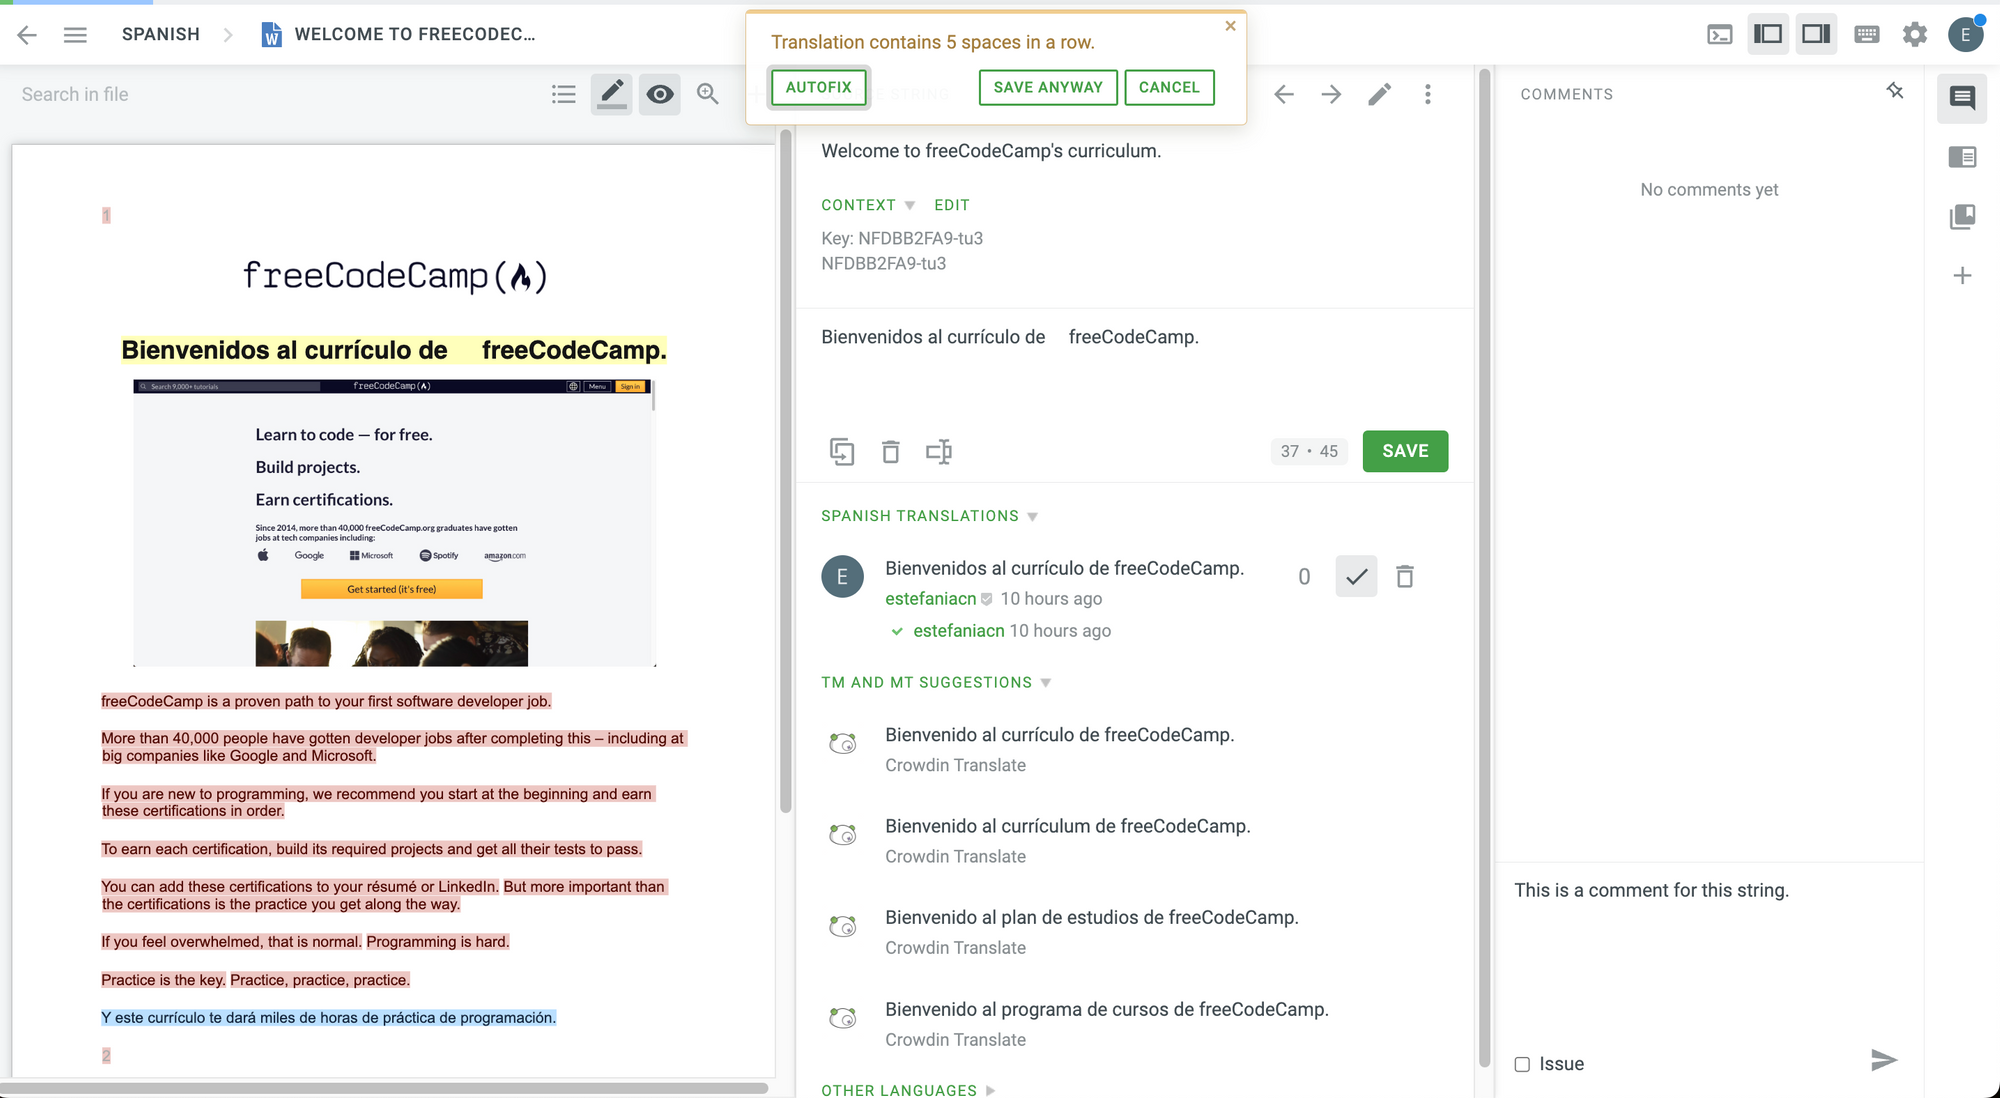 SPANISH
WELCOME TO FREECODEC...
Translation contains 5 spaces in a row.
AUTOFIX
SAVE ANYWAY
CANCEL
E
Search in file
1
freeCodeCamp(🔥)
Bienvenidos al currículo de     freeCodeCamp.
Search 9,000+ tutorials
freeCodeCamp(🔥)
Menu
Sign in
Learn to code — for free.
Build projects.
Earn certifications.
Since 2014, more than 40,000 freeCodeCamp.org graduates have gotten
jobs at tech companies including:
Google
Microsoft
Spotify
amazon.com
Get started (it's free)
freeCodeCamp is a proven path to your first software developer job.
More than 40,000 people have gotten developer jobs after completing this – including at
big companies like Google and Microsoft.
If you are new to programming, we recommend you start at the beginning and earn
these certifications in order.
To earn each certification, build its required projects and get all their tests to pass.
You can add these certifications to your résumé or LinkedIn. But more important than
the certifications is the practice you get along the way.
If you feel overwhelmed, that is normal. Programming is hard.
Practice is the key. Practice, practice, practice.
Y este currículo te dará miles de horas de práctica de programación.
2
Welcome to freeCodeCamp's curriculum.
CONTEXT
EDIT
Key: NFDBB2FA9-tu3
NFDBB2FA9-tu3
Bienvenidos al currículo de     freeCodeCamp.
37 • 45
SAVE
SPANISH TRANSLATIONS
E
Bienvenidos al currículo de freeCodeCamp.
0
estefaniacn 10 hours ago
estefaniacn 10 hours ago
TM AND MT SUGGESTIONS
Bienvenido al currículo de freeCodeCamp.
Crowdin Translate
Bienvenido al currículum de freeCodeCamp.
Crowdin Translate
Bienvenido al plan de estudios de freeCodeCamp.
Crowdin Translate
Bienvenido al programa de cursos de freeCodeCamp.
Crowdin Translate
OTHER LANGUAGES
COMMENTS
No comments yet
This is a comment for this string.
Issue